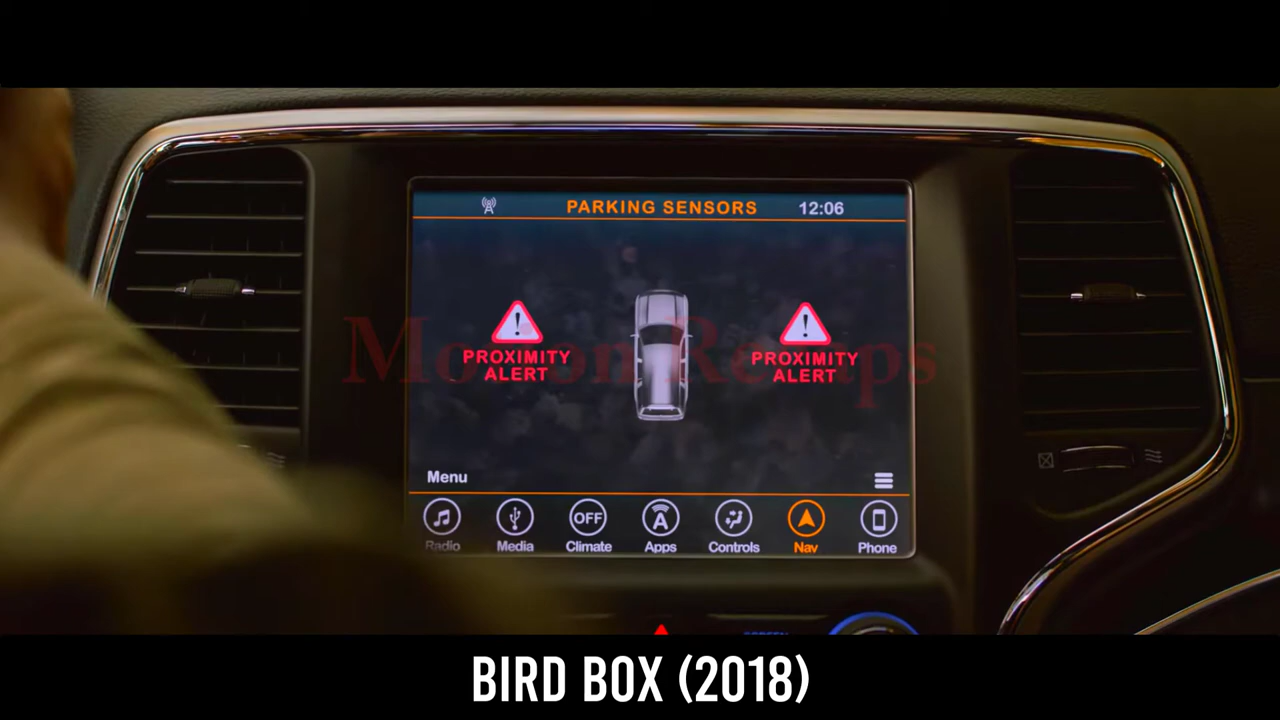 PARKING SENSORS 12:06
PROXIMITY ALERT
PROXIMITY ALERT
Menu
Radio Media OFF Climate Apps Controls Nav Phone
BIRD BOX (2018)